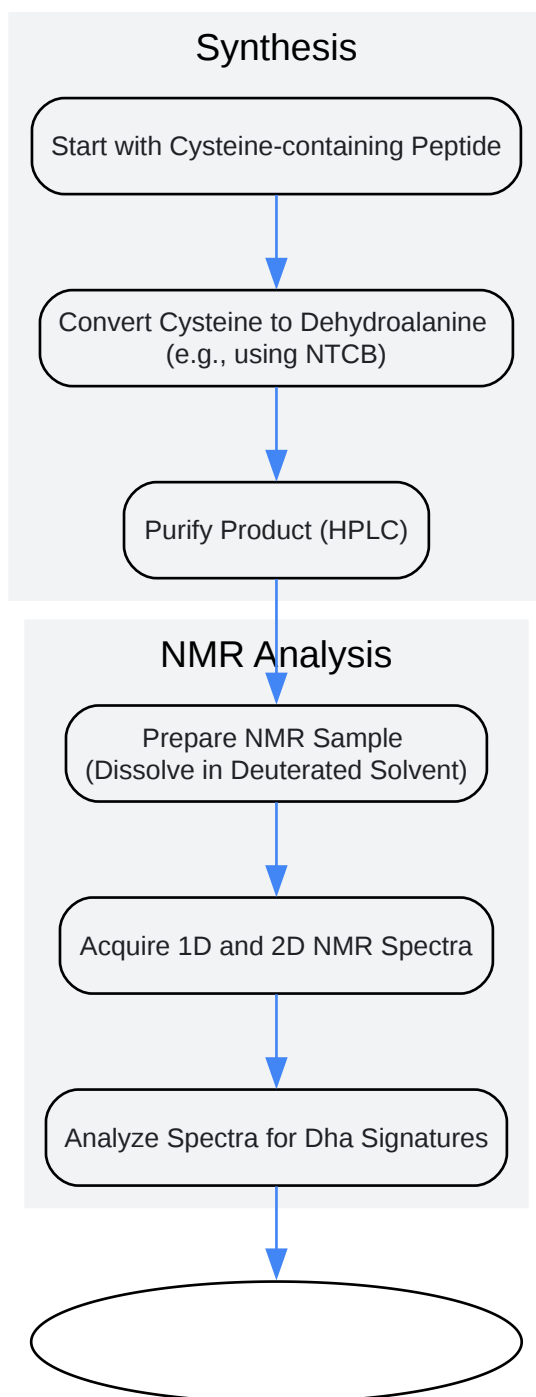 Synthesis
Start with Cysteine-containing Peptide
Convert Cysteine to Dehydroalanine
(e.g., using NTCB)
Purify Product (HPLC)
NMR Analysis
Prepare NMR Sample
(Dissolve in Deuterated Solvent)
Acquire 1D and 2D NMR Spectra
Analyze Spectra for Dha Signatures